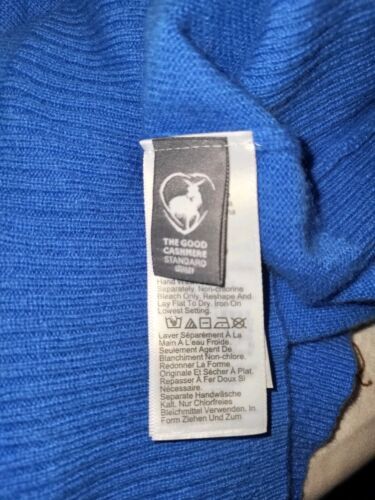 THE GOOD
CASHMERE
STANDARD
Hand
Separately. Non-chlorine
Bleach Only. Reshape And
Lay Flat To Dry. Iron On
Lowest Setting.
Laver Séparément À La
Main À L'eau Froide.
Seulement Agent De
Blanchiment Non-chlore.
Redonner La Forme
Originale Et Sécher À Plat.
Repasser À Fer Doux Si
Nécessaire.
Separate Handwäsche
Kalt. Nur Chlorfreies
Bleichmittel Verwenden. In
Form Ziehen Und Zum